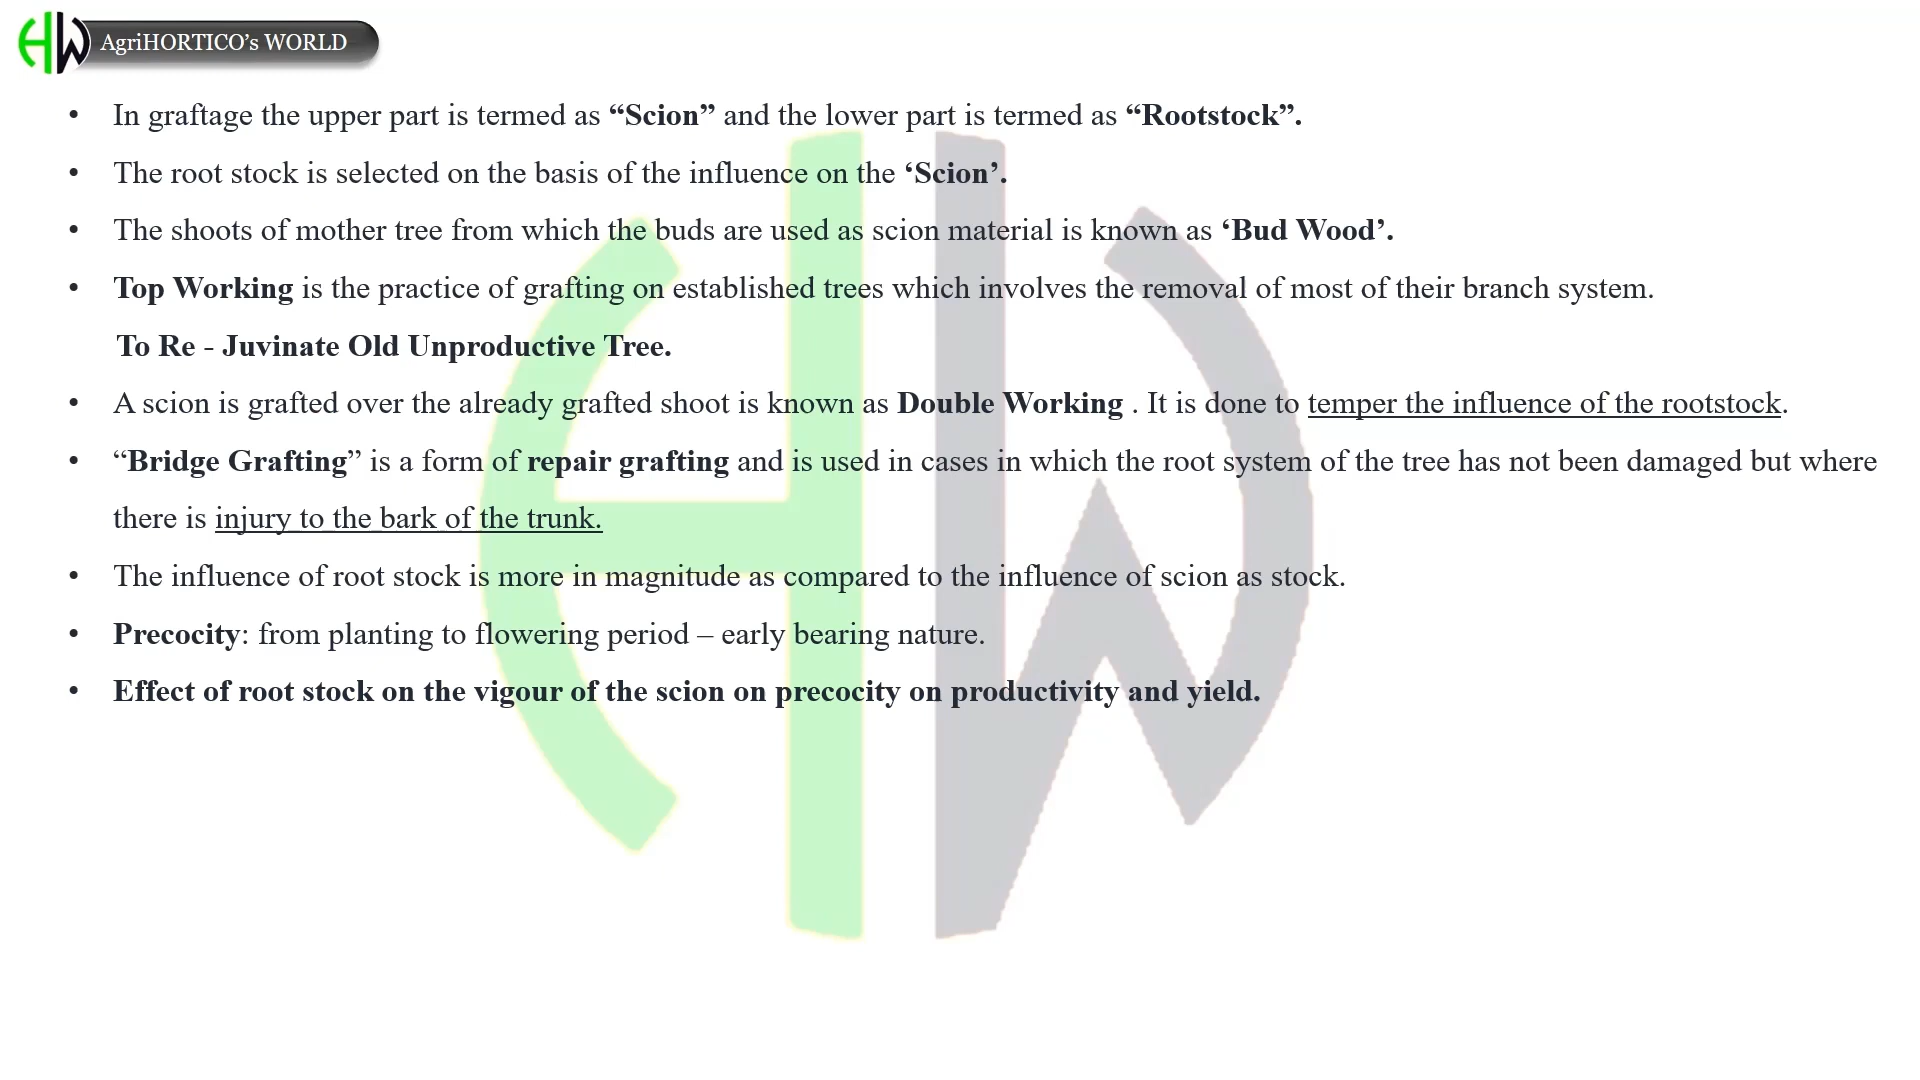 AgriHORTICO’s WORLD
• In graftage the upper part is termed as “Scion” and the lower part is termed as “Rootstock”.
• The root stock is selected on the basis of the influence on the ‘Scion’.
• The shoots of mother tree from which the buds are used as scion material is known as ‘Bud Wood’.
• Top Working is the practice of grafting on established trees which involves the removal of most of their branch system.
To Re - Juvinate Old Unproductive Tree.
• A scion is grafted over the already grafted shoot is known as Double Working . It is done to temper the influence of the rootstock.
• “Bridge Grafting” is a form of repair grafting and is used in cases in which the root system of the tree has not been damaged but where
there is injury to the bark of the trunk.
• The influence of root stock is more in magnitude as compared to the influence of scion as stock.
• Precocity: from planting to flowering period – early bearing nature.
• Effect of root stock on the vigour of the scion on precocity on productivity and yield.